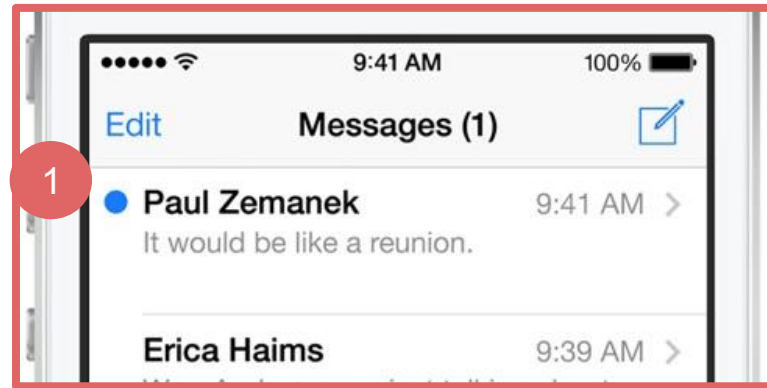 9:41 AM 100%
Edit Messages (1)
1
Paul Zemanek 9:41 AM
It would be like a reunion.
Erica Haims 9:39 AM